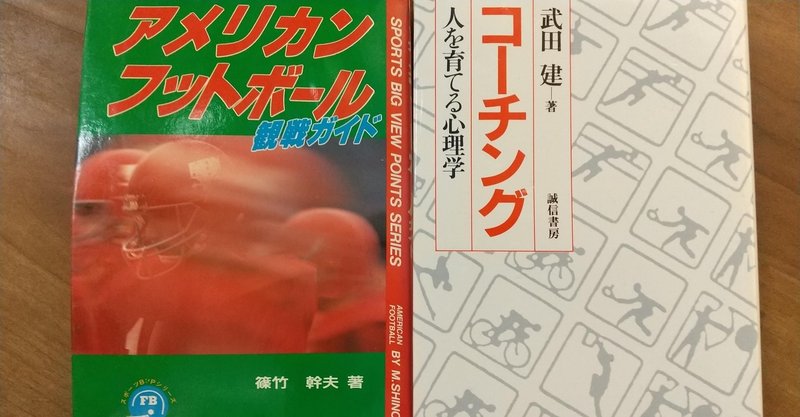 アメリカン
フットボール
観戦ガイド
SPORTS BIG VIEW POINTS SERIES
AMERICAN
FOOTBALL
BY M.SHINO
篠竹 幹夫 著
FB
武田 建 著
コーチング
人を育てる心理学
誠信書房